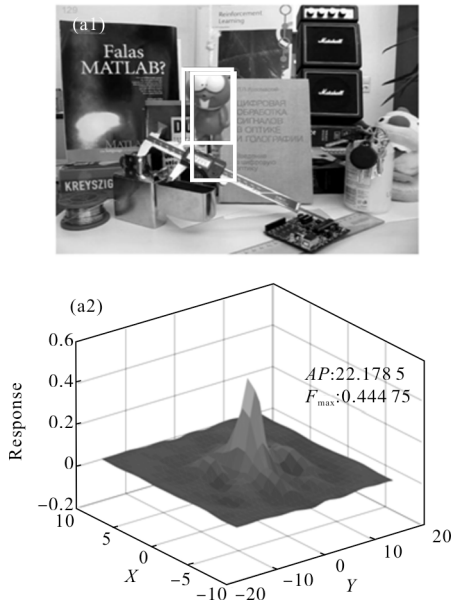 (a1)
129
Falas
MATLAB?
Reinforcement
Learning
Marshall
Marshall
ЦИФРОВАЯ
ОБРАБОТКА
СИГНАЛОВ
В ОПТИКЕ
И ГОЛОГРАФИИ
KREYSZIG
(a2)
0.6
0.4
0.2
0
−0.2
Response
AP:22.178 5
Fmax:0.444 75
10
5
0
−5
−10
X
−20
−10
0
10
20
Y